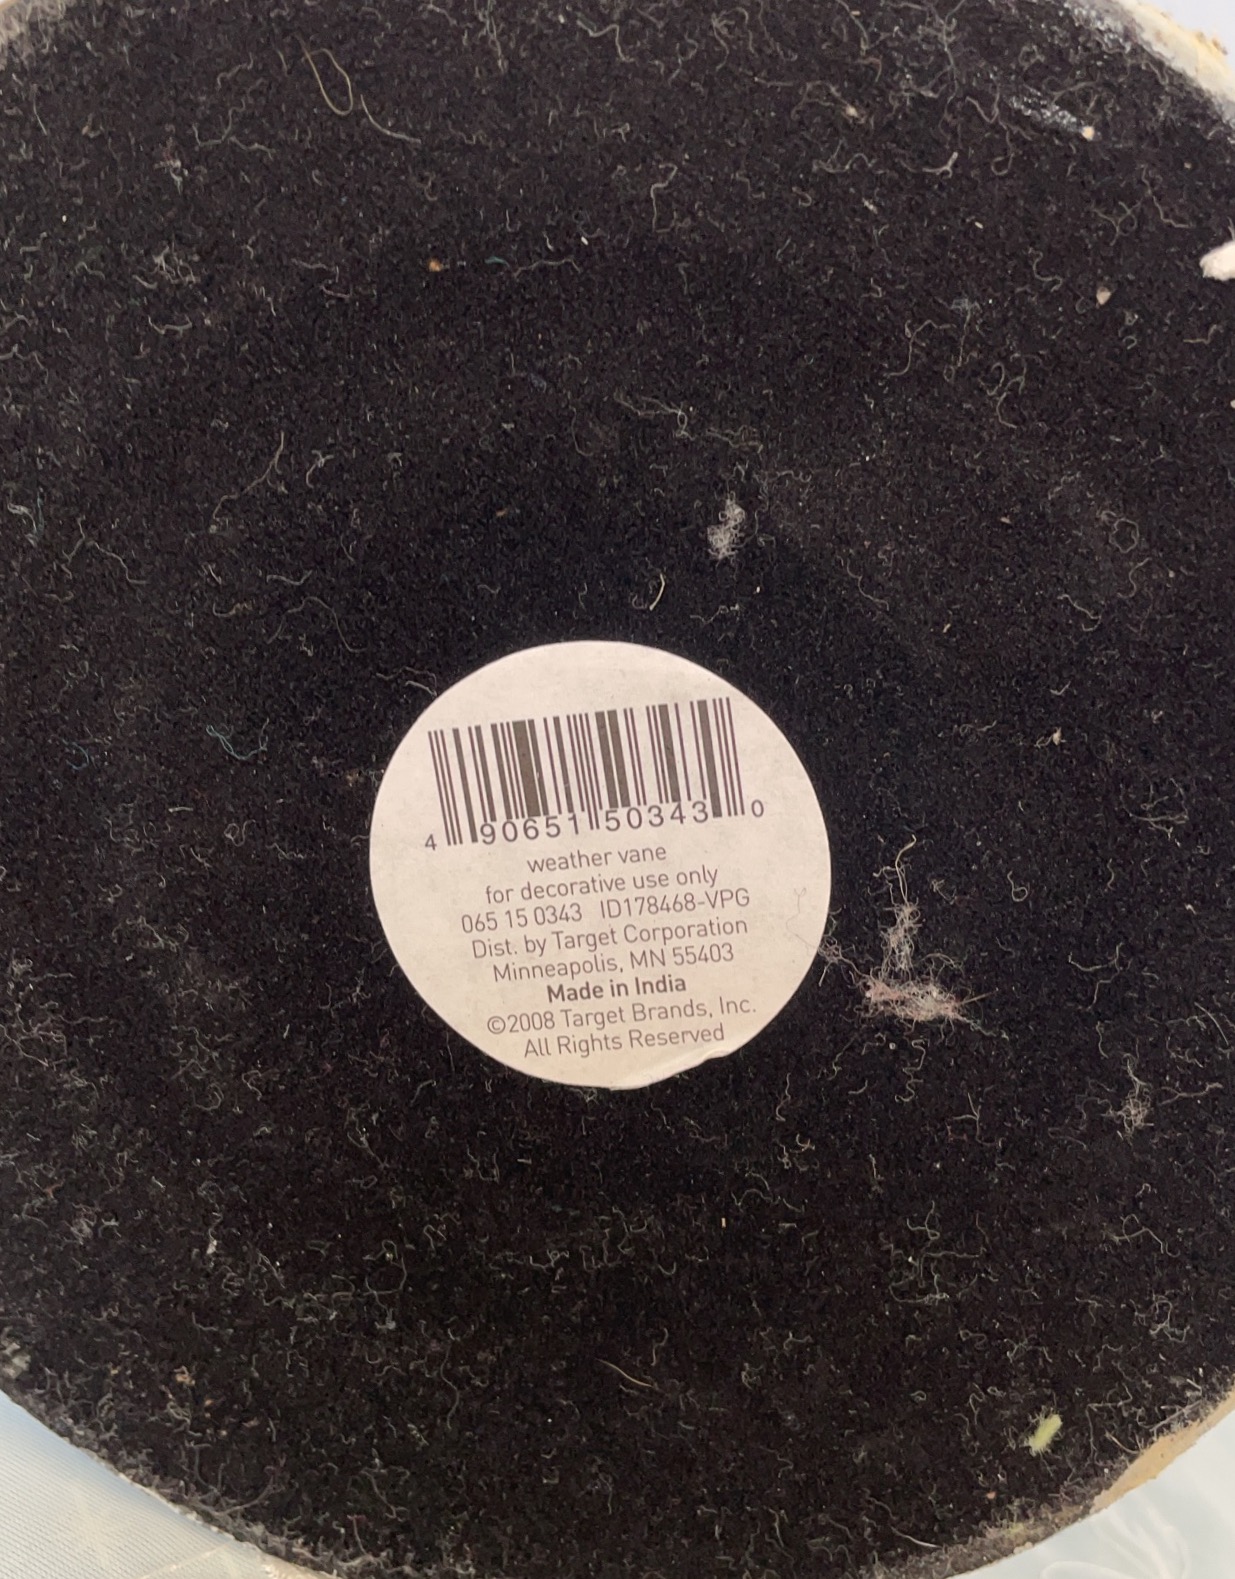 4 90651 50343 0
weather vane
for decorative use only
065 15 0343 ID178468-VPG
Dist. by Target Corporation
Minneapolis, MN 55403
Made in India
©2008 Target Brands, Inc.
All Rights Reserved